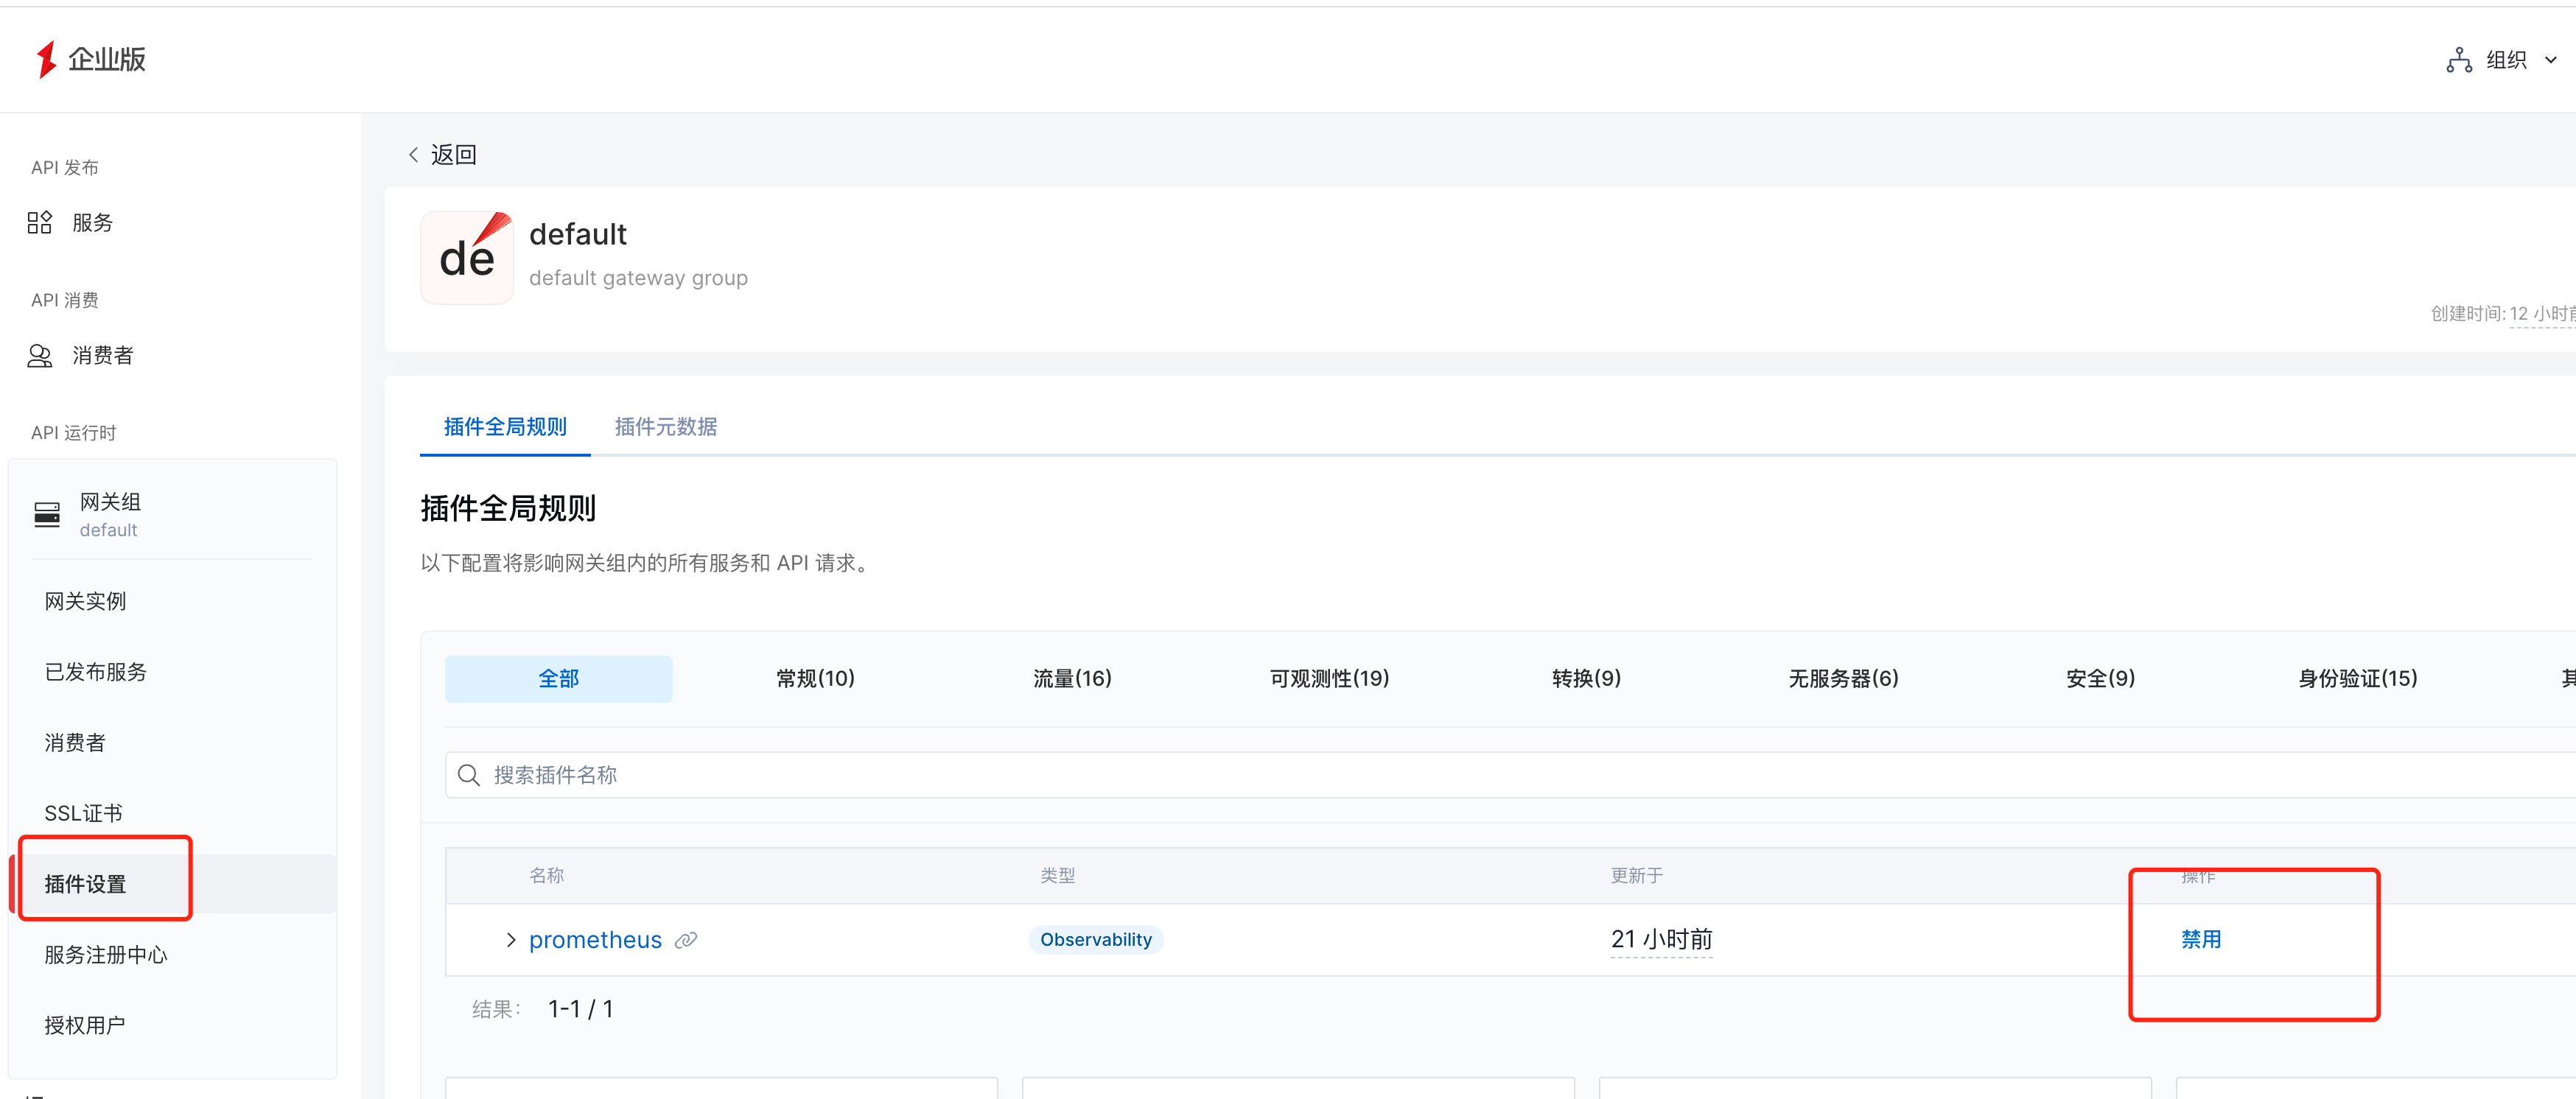 企业版
组织
API 发布
服务
API 消费
消费者
API 运行时
网关组
default
网关实例
已发布服务
消费者
SSL证书
插件设置
服务注册中心
授权用户
返回
de
default
default gateway group
创建时间: 12 小时前
插件全局规则 插件元数据
插件全局规则
以下配置将影响网关组内的所有服务和 API 请求。
全部 常规(10) 流量(16) 可观测性(19) 转换(9) 无服务器(6) 安全(9) 身份验证(15) 其
搜索插件名称
名称 类型 更新于 操作
prometheus Observability 21 小时前 禁用
结果: 1-1 / 1